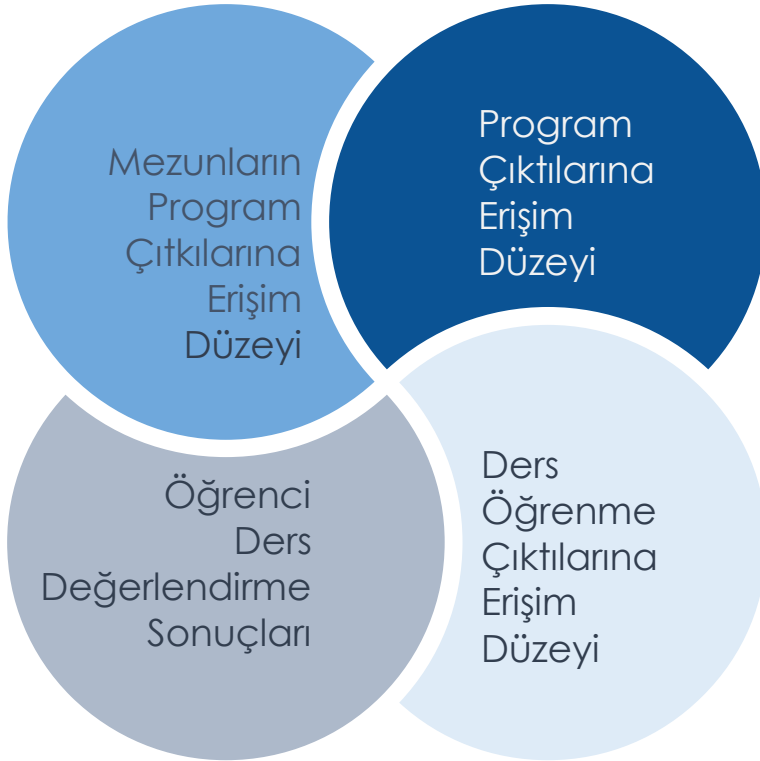 Mezunların
Program
Çıtkılarına
Erişim
Düzeyi
Program
Çıktılarına
Erişim
Düzeyi
Öğrenci
Ders
Değerlendirme
Sonuçları
Ders
Öğrenme
Çıktılarına
Erişim
Düzeyi